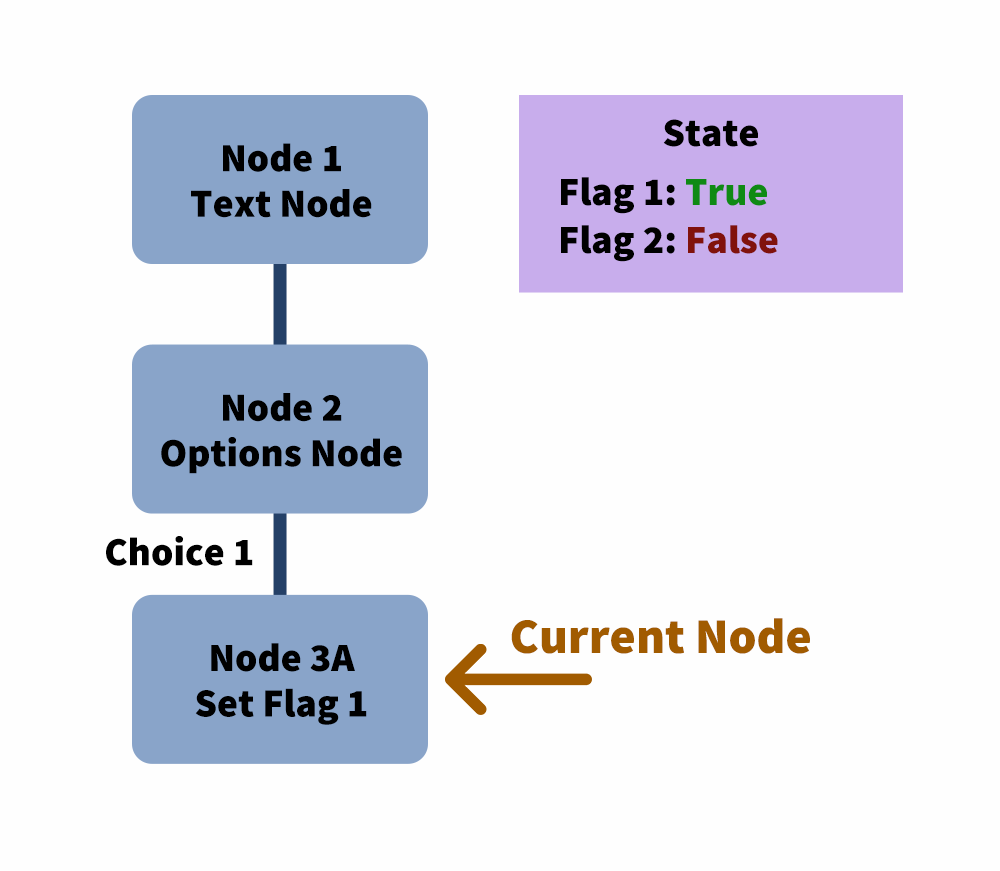 Node 1
Text Node
State
Flag 1: True
Flag 2: False
Node 2
Options Node
Choice 1
Node 3A
Set Flag 1
Current Node